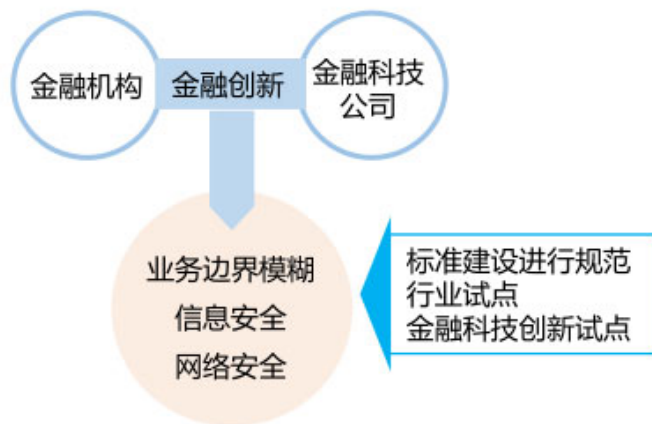 金融机构
金融创新
金融科技
公司
业务边界模糊
信息安全
网络安全
标准建设进行规范
行业试点
金融科技创新试点